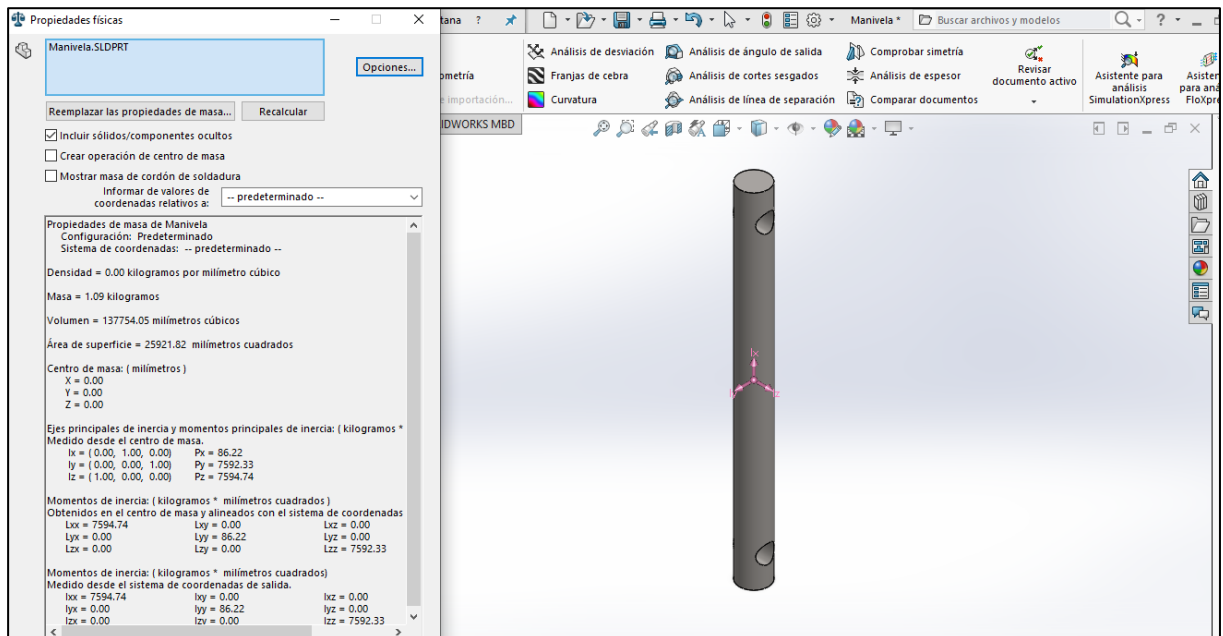 Propiedades físicas
Manivela.SLDPRT
Opciones...
Reemplazar las propiedades de masa...
Recalcular
Incluir sólidos/componentes ocultos
Crear operación de centro de masa
Mostrar masa de cordón de soldadura
Informar de valores de
coordenadas relativos a:
-- predeterminado --
Propiedades de masa de Manivela
Configuración: Predeterminado
Sistema de coordenadas: -- predeterminado --
Densidad = 0.00 kilogramos por milímetro cúbico
Masa = 1.09 kilogramos
Volumen = 137754.05 milímetros cúbicos
Área de superficie = 25921.82 milímetros cuadrados
Centro de masa: ( milímetros )
X = 0.00
Y = 0.00
Z = 0.00
Ejes principales de inercia y momentos principales de inercia: ( kilogramos *
Medido desde el centro de masa.
Ix = ( 0.00, 1.00, 0.00) Px = 86.22
Iy = ( 0.00, 0.00, 1.00) Py = 7592.33
Iz = ( 1.00, 0.00, 0.00) Pz = 7594.74
Momentos de inercia: ( kilogramos * milímetros cuadrados )
Obtenidos en el centro de masa y alineados con el sistema de coordenadas
Lxx = 7594.74 Lxy = 0.00 Lxz = 0.00
Lyx = 0.00 Lyy = 86.22 Lyz = 0.00
Lzx = 0.00 Lzy = 0.00 Lzz = 7592.33
Momentos de inercia: ( kilogramos * milímetros cuadrados)
Medido desde el sistema de coordenadas de salida.
Ixx = 7594.74 Ixy = 0.00 Ixz = 0.00
Iyx = 0.00 Iyy = 86.22 Iyz = 0.00
Izx = 0.00 Izy = 0.00 Izz = 7592.33
tana ?
Manivela *
Buscar archivos y modelos
?
ometría
e importación...
Análisis de desviación
Franjas de cebra
Curvatura
Análisis de ángulo de salida
Análisis de cortes sesgados
Análisis de línea de separación
Comprobar simetría
Análisis de espesor
Comparar documentos
Revisar
documento activo
Asistente para
análisis
SimulationXpress
Asisten
para aná
FloXpre
IDWORKS MBD
Ix
Iy
Iz